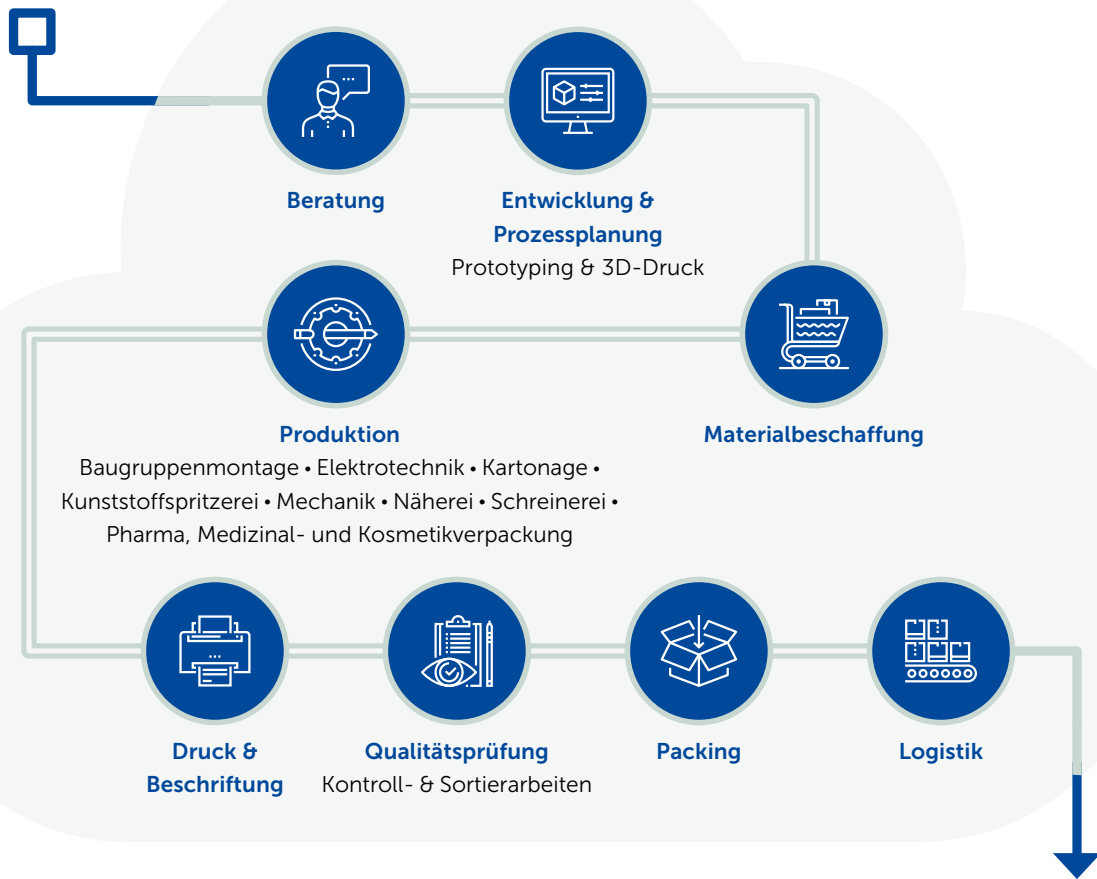 Beratung
Entwicklung &
Prozessplanung
Prototyping & 3D-Druck
Produktion
Baugruppenmontage • Elektrotechnik • Kartonage •
Kunststoffspritzerei • Mechanik • Näherei • Schreinerei •
Pharma, Medizinal- und Kosmetikverpackung
Materialbeschaffung
Druck &
Beschriftung
Qualitätsprüfung
Kontroll- & Sortierarbeiten
Packing
Logistik